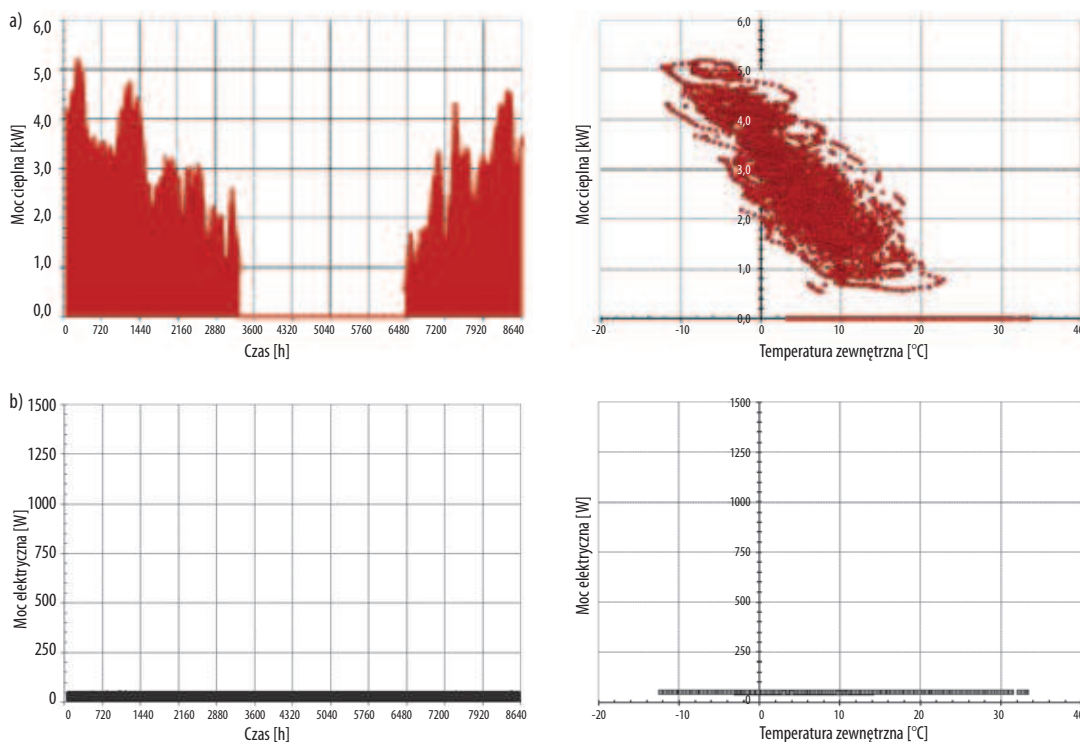 a)
6,0
5,0
4,0
3,0
2,0
1,0
0,0
Moc cieplna [kW]
0 720 1440 2160 2880 3600 4320 5040 5760 6480 7200 7920 8640
Czas [h]
6,0
5,0
4,0
3,0
2,0
1,0
0,0
Moc cieplna [kW]
-20 -10 0 10 20 30 40
Temperatura zewnętrzna [°C]
b)
1500
1250
1000
750
500
250
0
Moc elektryczna [W]
0 720 1440 2160 2880 3600 4320 5040 5760 6480 7200 7920 8640
Czas [h]
1500
1250
1000
750
500
250
-0
Moc elektryczna [W]
-20 -10 0 10 20 30 40
Temperatura zewnętrzna [°C]